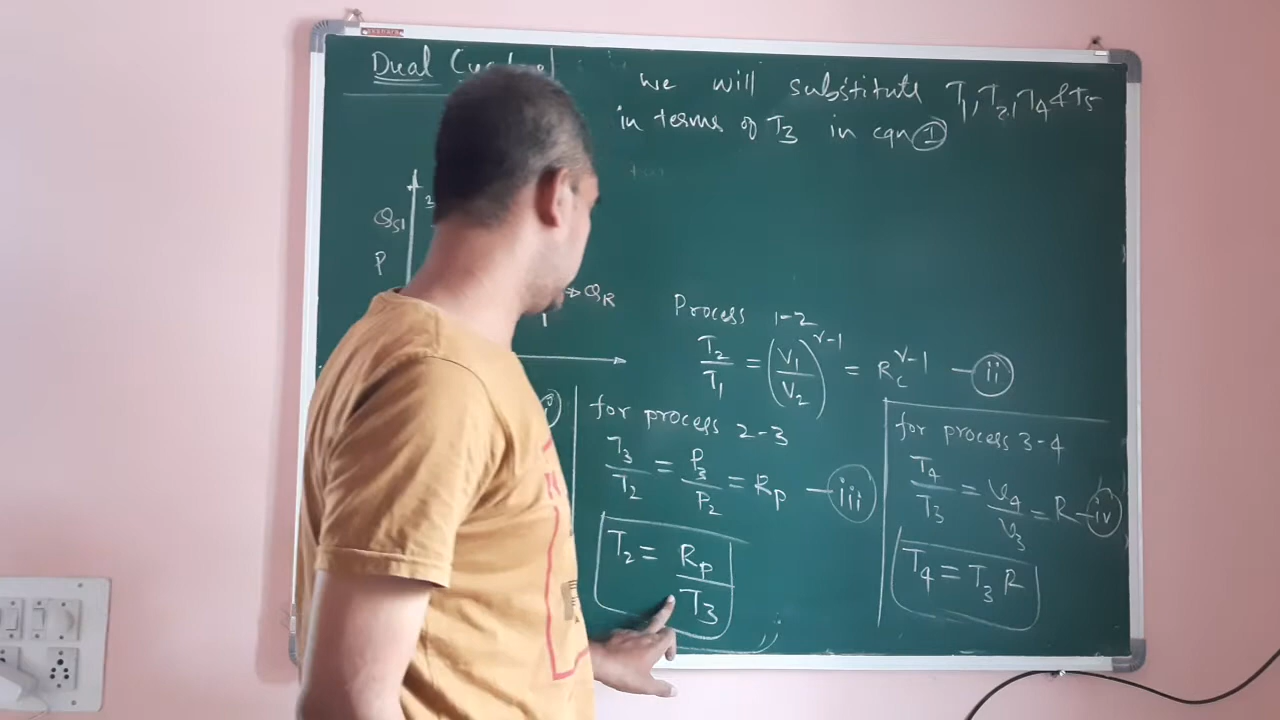 Dual
we will substitute T1, T2, T4 & T5
in terms of T3 in eqn ①
2
QS1
P
QR
1
Process 1-2
T2/T1 = (V1/V2)^γ-1 = Rc^γ-1 — ii
for process 2-3
T3/T2 = P3/P2 = Rp — iii
T2 = Rp/T3
for process 3-4
T4/T3 = V4/V3 = R — iv
T4 = T3 R